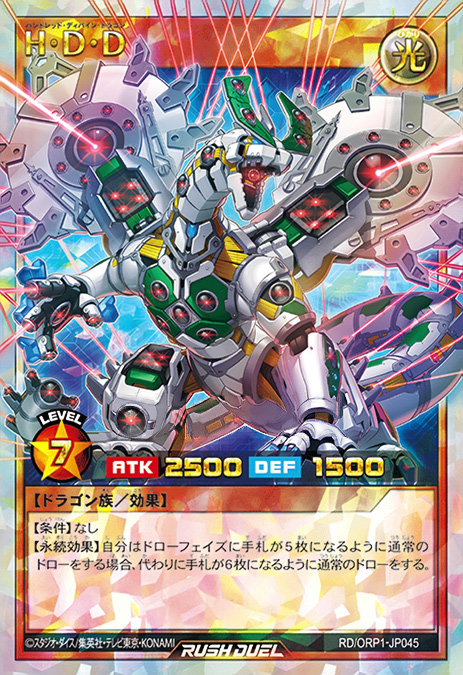 ハンドレッド・ディバイン・ドラゴン
H・D・D
ひかり
光
LEVEL
7
ATK 2500 DEF 1500
【ドラゴン族／効果】
【条件】なし
【永続効果】自分はドローフェイズに手札が５枚になるように通常の
ドローをする場合、代わりに手札が６枚になるように通常のドローをする。
©スタジオ・ダイス/集英社・テレビ東京・KONAMI
RUSH DUEL
RD/ORP1-JP045